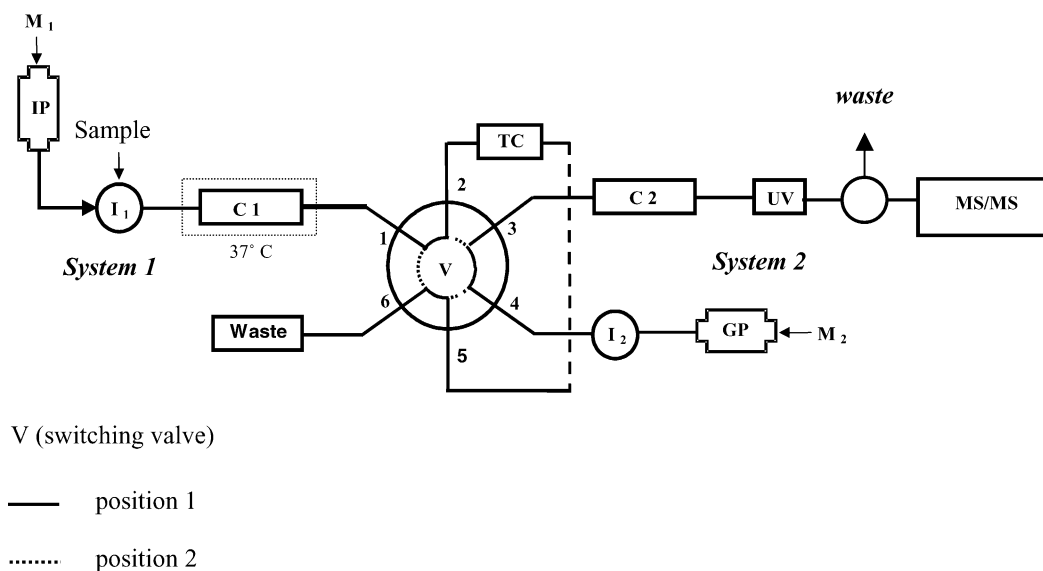 M 1
IP
Sample
I 1
C 1
37° C
System 1
TC
2
1
3
V
6
4
5
Waste
C 2
UV
waste
MS/MS
System 2
I 2
GP
M 2
V (switching valve)
position 1
position 2